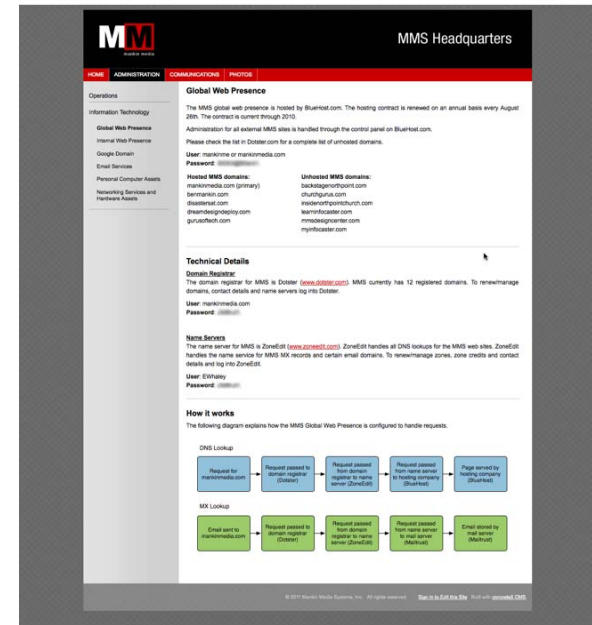 MM
mankin media
MMS Headquarters
HOME ADMINISTRATION COMMUNICATIONS PHOTOS
Operations
Information Technology
Global Web Presence
Internal Web Presence
Google Domain
Email Services
Personal Computer Assets
Networking Services and
Hardware Assets
Global Web Presence
The MMS global web presence is hosted by BlueHost.com. The hosting contract is renewed on an annual basis every August
26th. The contract is current through 2010.
Administration for all external MMS sites is handled through the control panel on BlueHost.com.
Please check the list in Dotster.com for a complete list of unhosted domains.
User: mankinme or mankinmedia.com
Password:
Hosted MMS domains:
mankinmedia.com (primary)
benmankin.com
disastersat.com
dreamdesigndeploy.com
gurusoftech.com
Unhosted MMS domains:
backstagenorthpoint.com
churchgurus.com
insidenorthpointchurch.com
learninfocaster.com
mmsdesigncenter.com
myinfocaster.com
Technical Details
Domain Registrar
The domain registrar for MMS is Dotster (www.dotster.com). MMS currently has 12 registered domains. To renew/manage
domains, contact details and name servers log into Dotster.
User: mankinmedia.com
Password:
Name Servers
The name server for MMS is ZoneEdit (www.zoneedit.com). ZoneEdit handles all DNS lookups for the MMS web sites. ZoneEdit
handles the name service for MMS MX records and certain email domains. To renew/manage zones, zone credits and contact
details and log into ZoneEdit.
User: EWhaley
Password:
How it works
The following diagram explains how the MMS Global Web Presence is configured to handle requests.
DNS Lookup
Request for
mankinmedia.com
Request passed to
domain registrar
(Dotster)
Request passed
from domain
registrar to name
server (ZoneEdit)
Request passed
from name server
to hosting company
(BlueHost)
Page served by
hosting company
(BlueHost)
MX Lookup
Email sent to
mankinmedia.com
Request passed to
domain registrar
(Dotster)
Request passed
from domain
registrar to name
server (ZoneEdit)
Request passed
from name server
to mail server
(Mailtrust)
Email stored by
mail server
(Mailtrust)
© 2011 Mankin Media Systems, Inc. All rights reserved. Sign In to Edit this Site Built with concrete5 CMS.